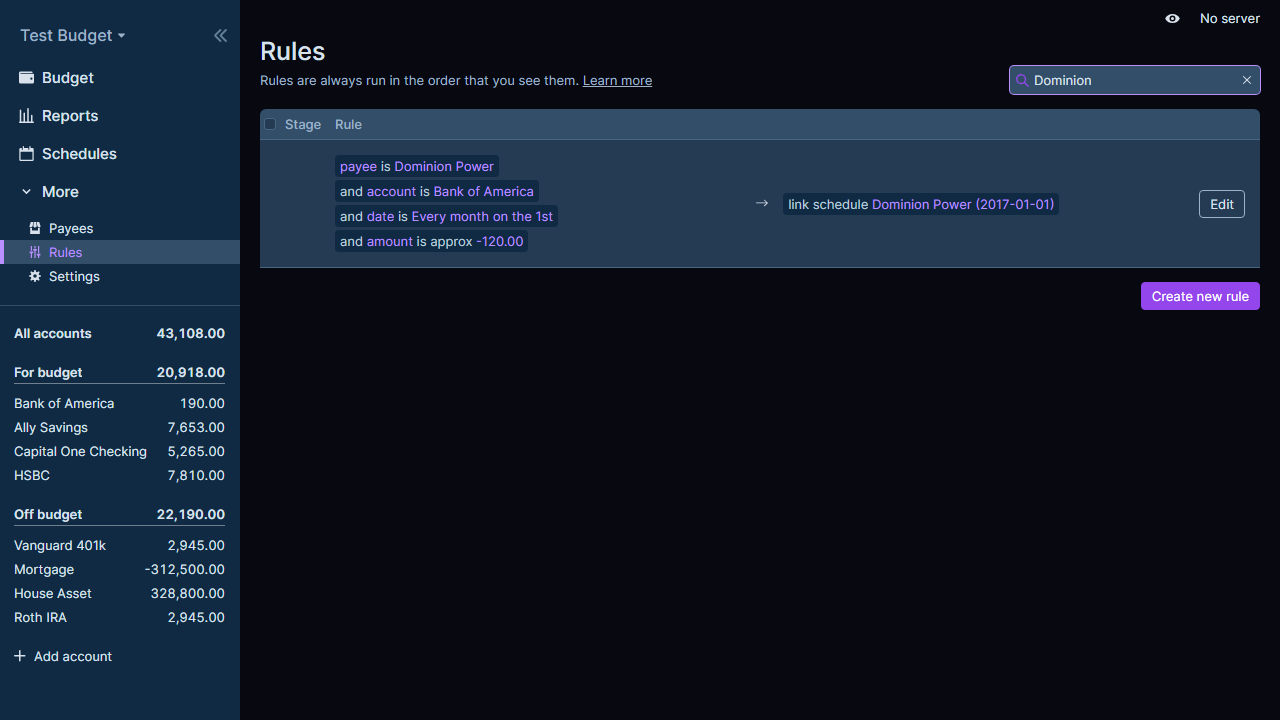 Test Budget
Budget
Reports
Schedules
More
Payees
Rules
Settings
All accounts 43,108.00
For budget 20,918.00
Bank of America 190.00
Ally Savings 7,653.00
Capital One Checking 5,265.00
HSBC 7,810.00
Off budget 22,190.00
Vanguard 401k 2,945.00
Mortgage -312,500.00
House Asset 328,800.00
Roth IRA 2,945.00
Add account
No server
Rules
Rules are always run in the order that you see them. Learn more
Dominion
Stage Rule
payee is Dominion Power
and account is Bank of America
and date is Every month on the 1st
and amount is approx -120.00
→ link schedule Dominion Power (2017-01-01)
Edit
Create new rule